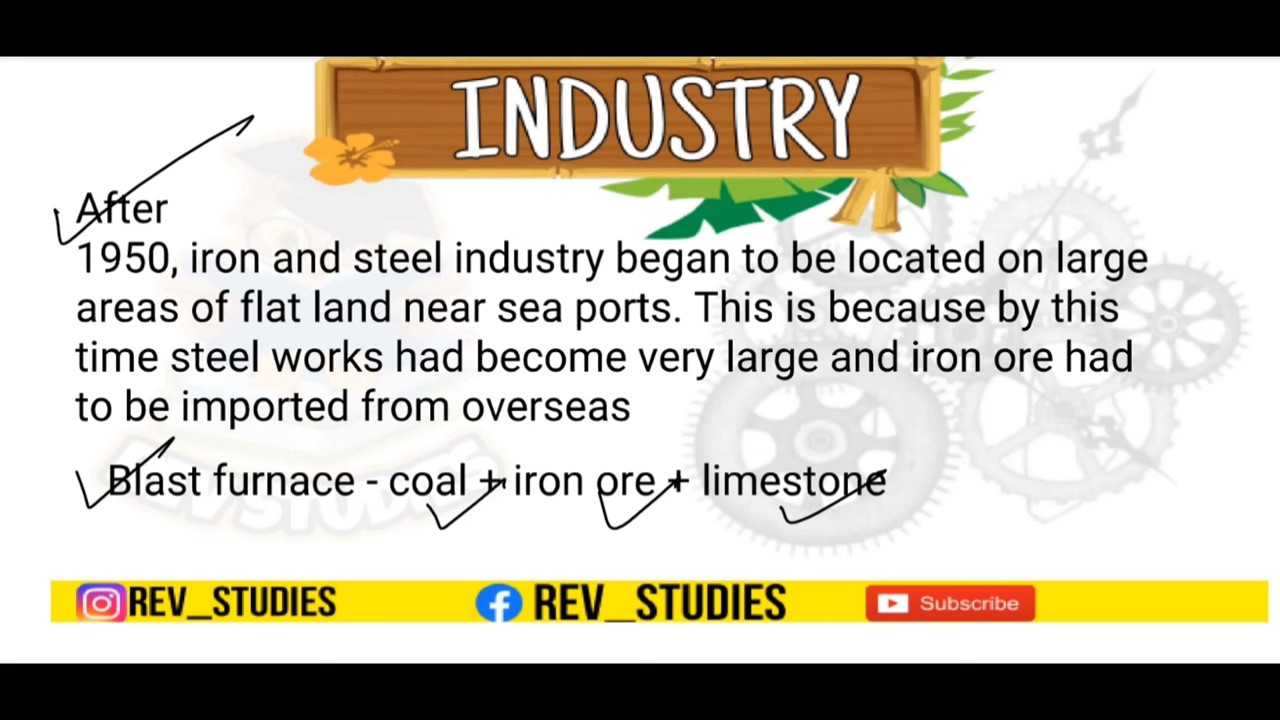 INDUSTRY
After
1950, iron and steel industry began to be located on large
areas of flat land near sea ports. This is because by this
time steel works had become very large and iron ore had
to be imported from overseas
Blast furnace - coal + iron ore + limestone
REV STUDIES
REV_STUDIES REV_STUDIES Subscribe